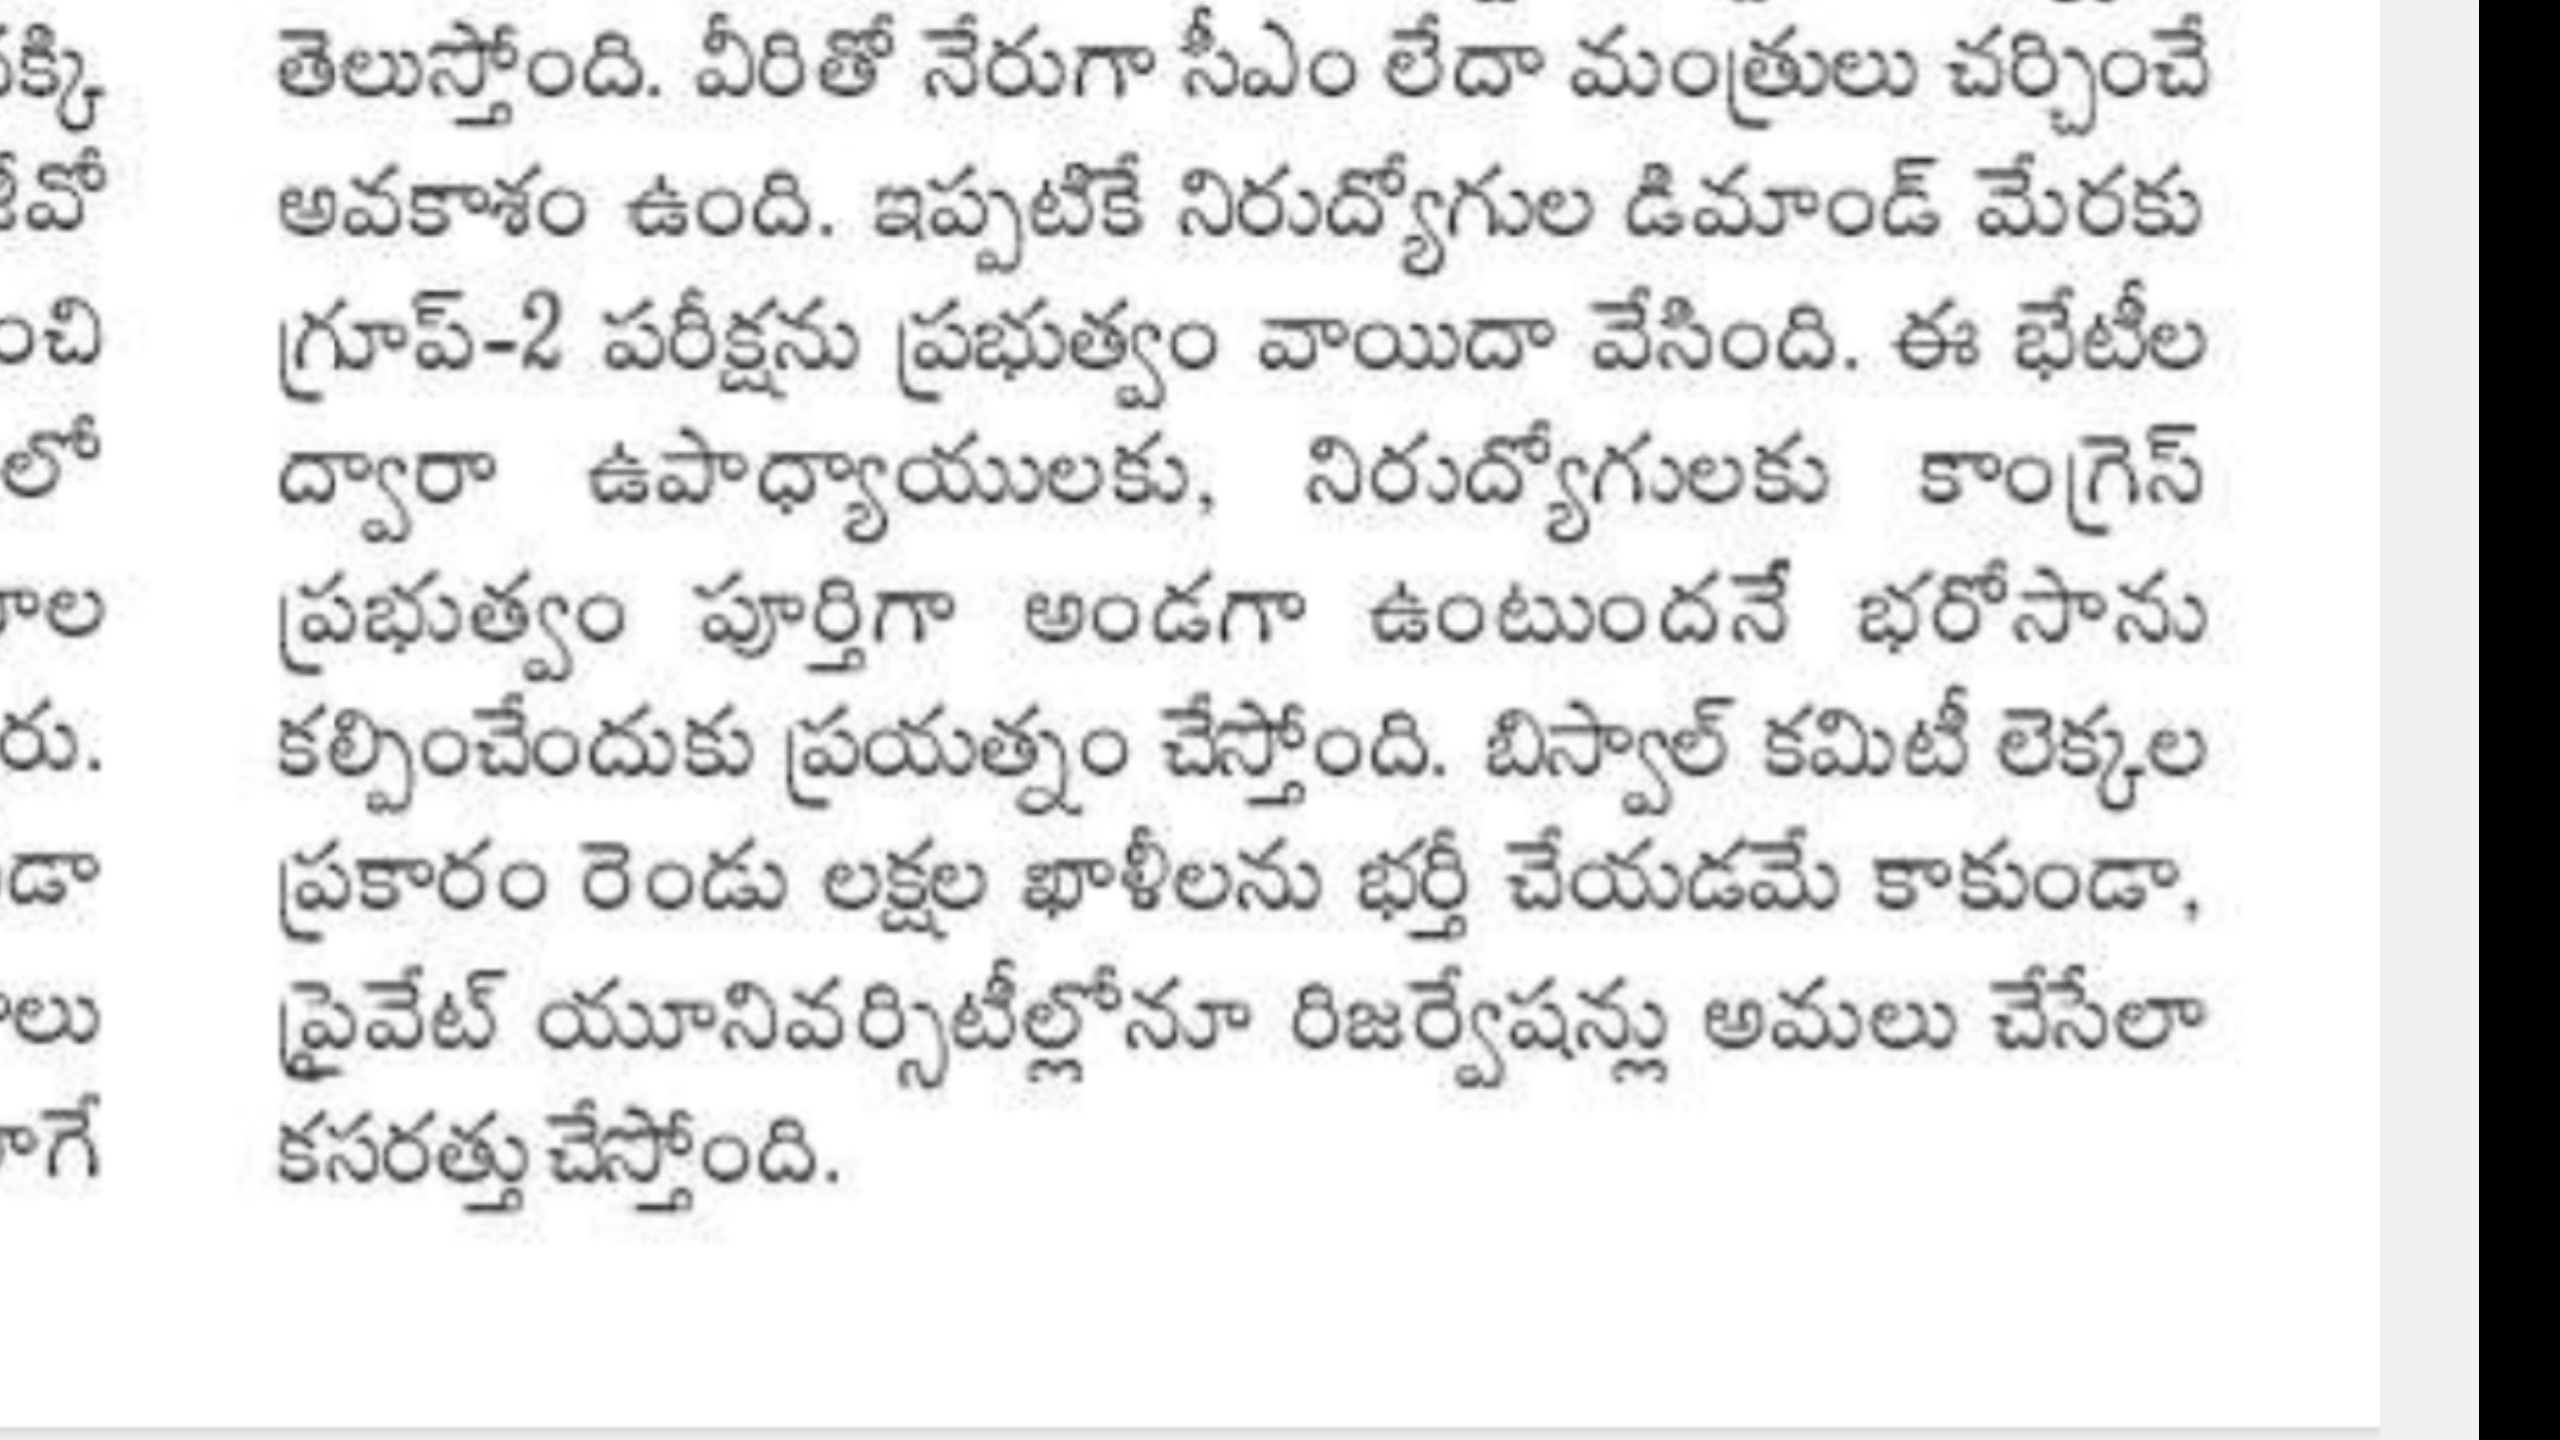 తెలుస్తోంది. వీరితో నేరుగా సీఎం లేదా మంత్రులు చర్చించే
అవకాశం ఉంది. ఇప్పటికే నిరుద్యోగుల డిమాండ్ మేరకు
గ్రూప్-2 పరీక్షను ప్రభుత్వం వాయిదా వేసింది. ఈ భేటీల
ద్వారా ఉపాధ్యాయులకు, నిరుద్యోగులకు కాంగ్రెస్
ప్రభుత్వం పూర్తిగా అండగా ఉంటుందనే భరోసాను
కల్పించేందుకు ప్రయత్నం చేస్తోంది. బిస్వాల్ కమిటీ లెక్కల
ప్రకారం రెండు లక్షల ఖాళీలను భర్తీ చేయడమే కాకుండా,
ప్రైవేట్ యూనివర్సిటీల్లోనూ రిజర్వేషన్లు అమలు చేసేలా
కసరత్తు చేస్తోంది.